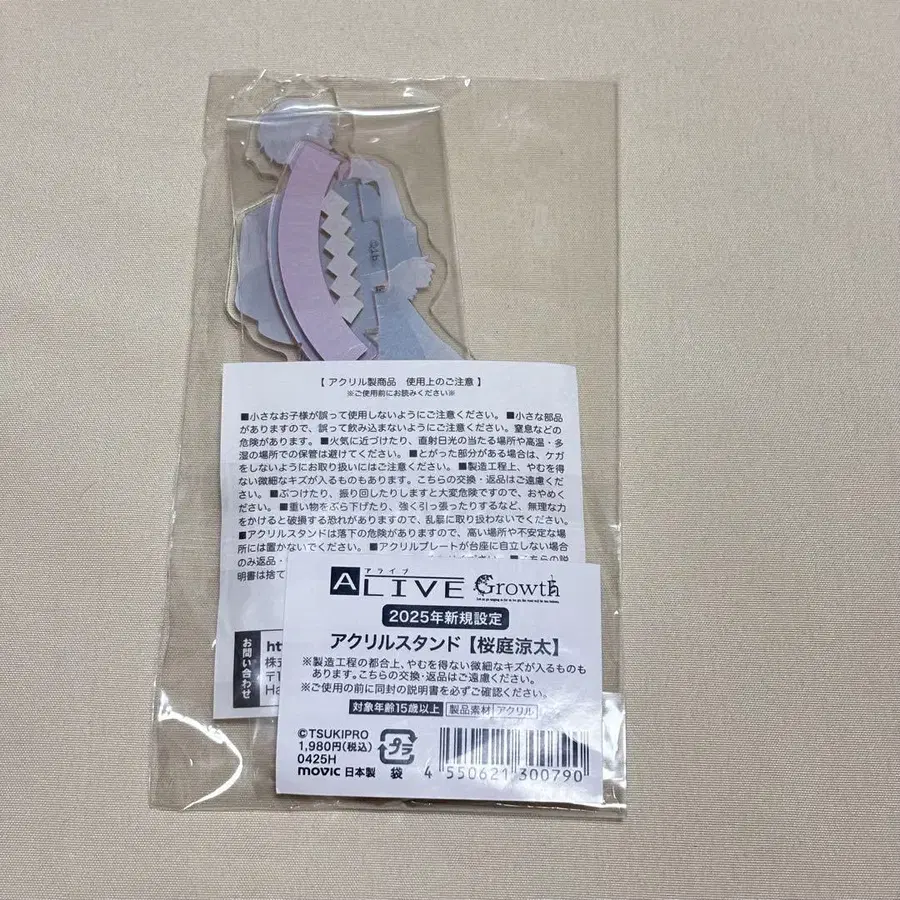 【 アクリル製商品　使用上のご注意 】
※ご使用前にお読みください※
■小さなお子様が誤って使用しないようにご注意ください。■小さな部品
がありますので、誤って飲み込まないようにご注意ください。窒息などの
危険があります。■火気に近づけたり、直射日光の当たる場所や高温・多
湿の場所での保管は避けてください。■とがった部分がある場合は、ケガ
をしないようにお取り扱いにはご注意ください。■製造工程上、やむを得
ない微細なキズが入るものもあります。こちらの交換・返品はご遠慮くだ
さい。■ぶつけたり、振り回したりしますと大変危険ですので、おやめく
ださい。■重い物をぶら下げたり、強く引っ張ったりするなど、無理な力
をかけると破損する恐れがありますので、乱暴に取り扱わないでください。
■アクリルスタンドは落下の危険がありますので、高い場所や不安定な場
所には置かないでください。■アクリルプレートが台座に自立しない場合
のみ返品・
明書は捨て
お問い合わせ
htt
株式
〒1
Ha
アライブ
ALIVE Growth
2025年新規設定
アクリルスタンド【桜庭涼太】
※製造工程の都合上、やむを得ない微細なキズが入るものも
あります。こちらの交換・返品はご遠慮ください。
※ご使用の前に同封の説明書を必ずご確認ください。
対象年齢15歳以上 製品素材 アクリル
©TSUKIPRO
1,980円(税込)
0425H
movic 日本製
プラ
袋
4 550621 300790